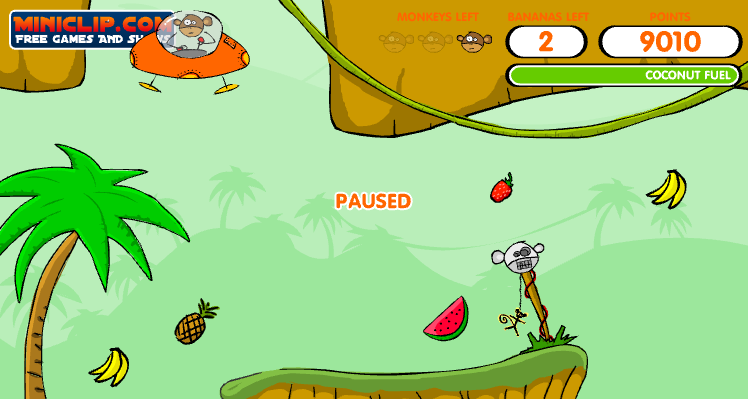 MINICLIP.COM
FREE GAMES AND SH
MONKEYS LEFT
BANANAS LEFT
POINTS
2
9010
COCONUT FUEL
PAUSED